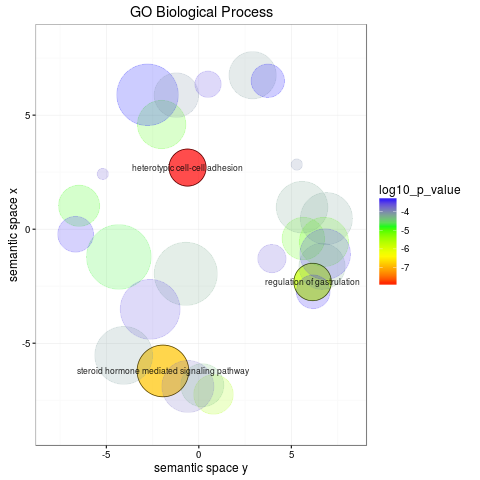 GO Biological Process
semantic space x
5
0
-5
heterotypic cell-cell adhesion
regulation of gastrulation
steroid hormone mediated signaling pathway
-5
0
5
semantic space y
log10_p_value
-4
-5
-6
-7